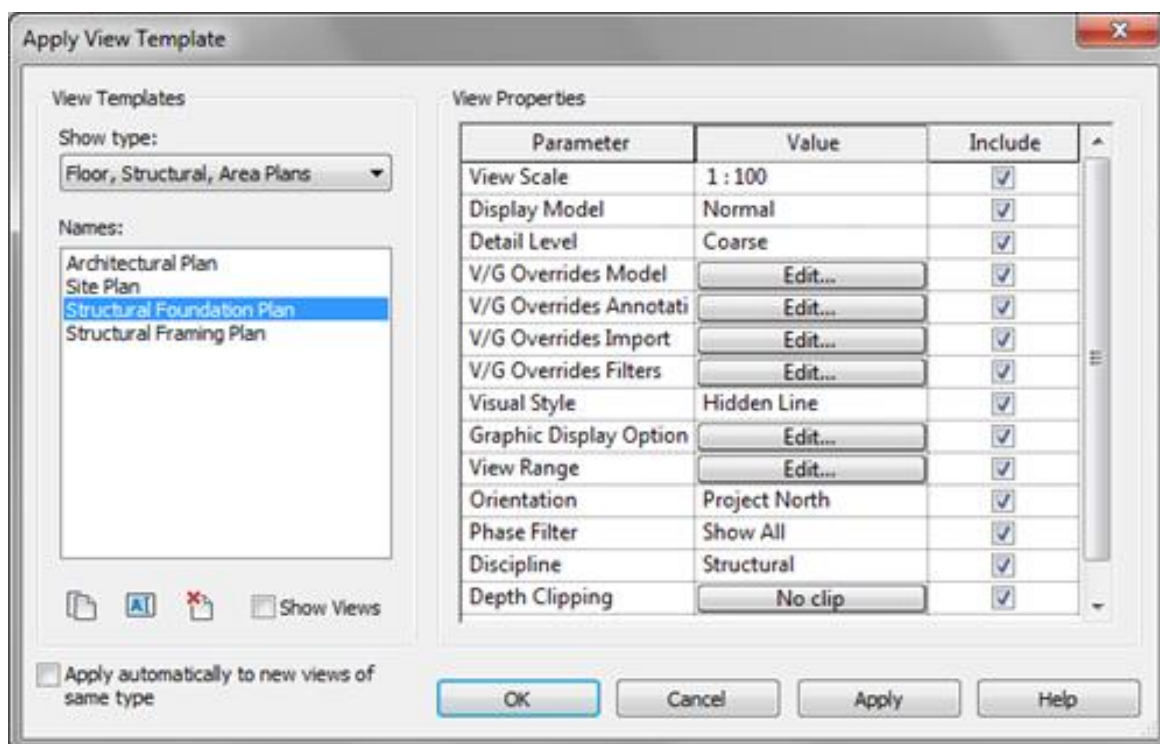 Apply View Template
View Templates
Show type:
Floor, Structural, Area Plans
Names:
Architectural Plan
Site Plan
Structural Foundation Plan
Structural Framing Plan
Show Views
Apply automatically to new views of
same type
View Properties
Parameter Value Include
View Scale 1 : 100
Display Model Normal
Detail Level Coarse
V/G Overrides Model Edit...
V/G Overrides Annotati Edit...
V/G Overrides Import Edit...
V/G Overrides Filters Edit...
Visual Style Hidden Line
Graphic Display Option Edit...
View Range Edit...
Orientation Project North
Phase Filter Show All
Discipline Structural
Depth Clipping No clip
OK Cancel Apply Help